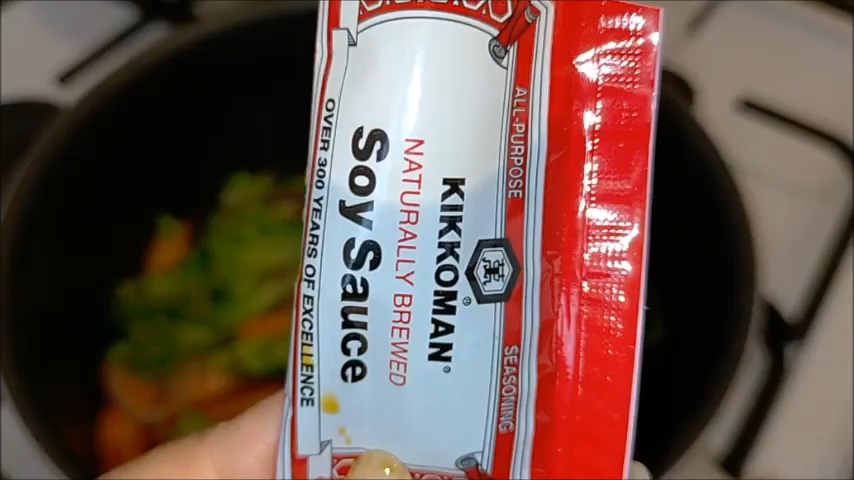 ALL-PURPOSE SEASONING
KIKKOMAN®
NATURALLY BREWED
Soy Sauce
OVER 300 YEARS OF EXCELLENCE